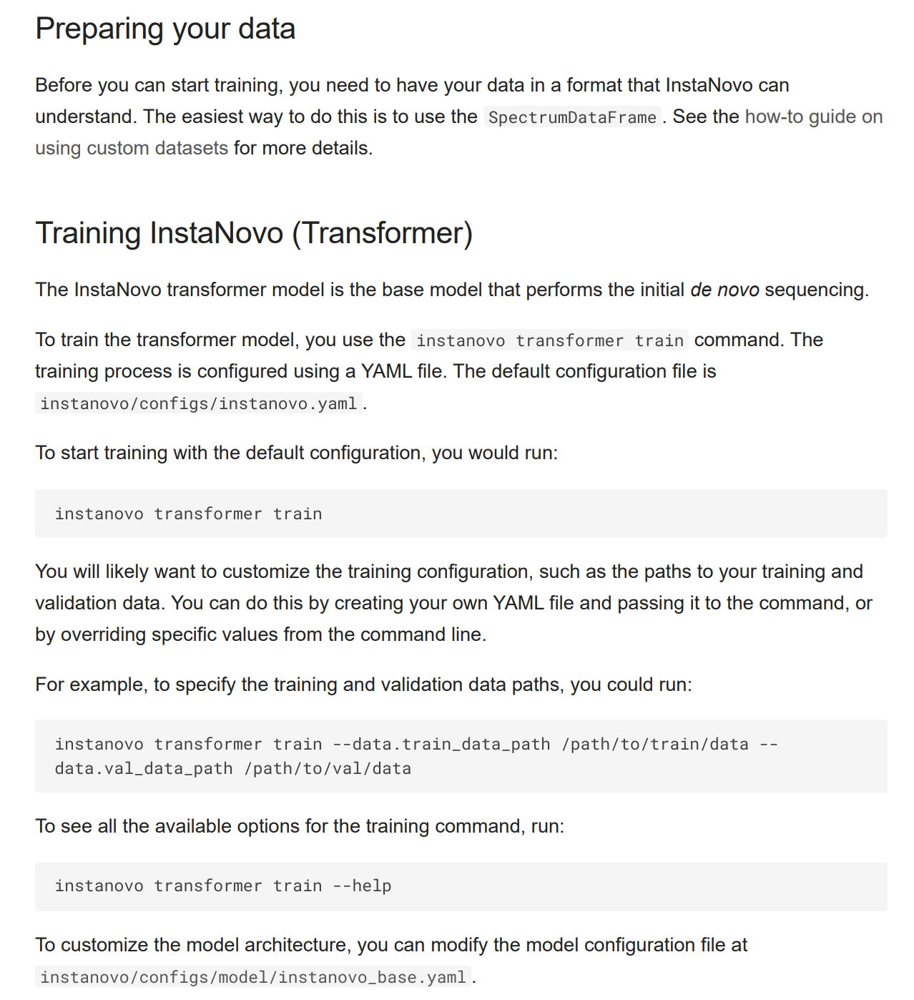 Preparing your data
Before you can start training, you need to have your data in a format that InstaNovo can
understand. The easiest way to do this is to use the SpectrumDataFrame. See the how-to guide on
using custom datasets for more details.
Training InstaNovo (Transformer)
The InstaNovo transformer model is the base model that performs the initial de novo sequencing.
To train the transformer model, you use the instanovo transformer train command. The
training process is configured using a YAML file. The default configuration file is
instanovo/configs/instanovo.yaml.
To start training with the default configuration, you would run:
instanovo transformer train
You will likely want to customize the training configuration, such as the paths to your training and
validation data. You can do this by creating your own YAML file and passing it to the command, or
by overriding specific values from the command line.
For example, to specify the training and validation data paths, you could run:
instanovo transformer train --data.train_data_path /path/to/train/data --
data.val_data_path /path/to/val/data
To see all the available options for the training command, run:
instanovo transformer train --help
To customize the model architecture, you can modify the model configuration file at
instanovo/configs/model/instanovo_base.yaml.